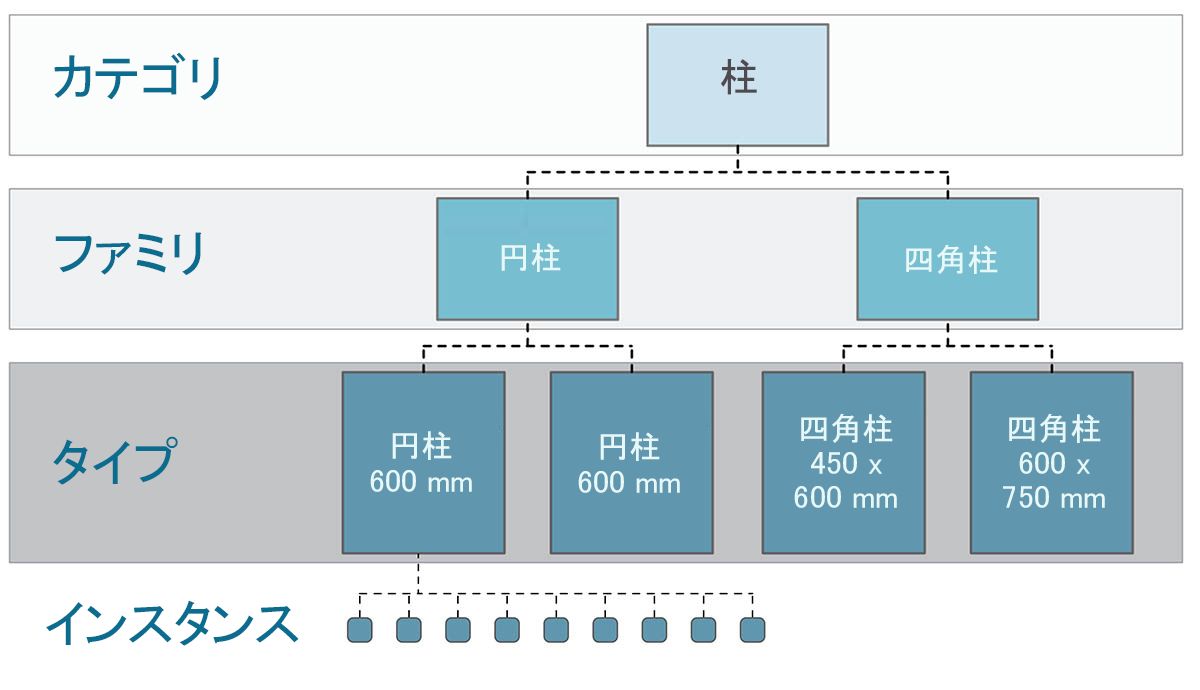 カテゴリ
柱
ファミリ
円柱
四角柱
タイプ
円柱
600 mm
円柱
600 mm
四角柱
450 x
600 mm
四角柱
600 x
750 mm
インスタンス